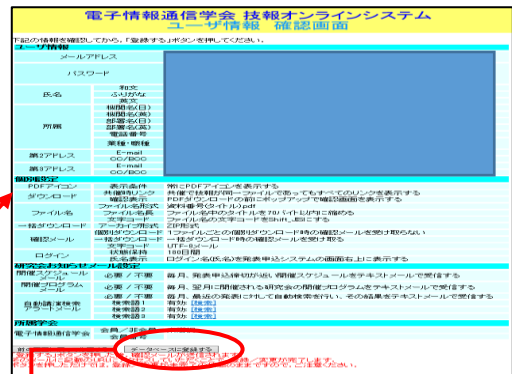 電子情報通信学会 技報オンラインシステム
ユーザ情報 確認画面
下記の情報を確認してから、「登録する」ボタンを押してください。
ユーザ情報
メールアドレス
パスワード
氏名
和文
ふりがな
英文
所属
機関名(日)
機関名(英)
部署名(日)
部署名(英)
電話番号
業種・職種
第2アドレス
E-mail
CC/BCC
第3アドレス
E-mail
CC/BCC
個別設定
PDFアイコン 表示条件 常にPDFアイコンを表示する
ダウンロード 共催時リンク 共催で技報が同一ファイルであってもすべてのリンクを表示する
確認表示 PDFダウンロードの前にポップアップで確認画面を表示する
ファイル名 ファイル名形式 資料番号(タイトル).pdf
ファイル名長 ファイル名中のタイトルを70バイト以内に縮める
文字コード ファイル名の文字コードをShift_JISにする
一括ダウンロード アーカイブ形式 ZIP形式
確認メール 個別ダウンロード 1ファイルごとの個別ダウンロード時の確認メールを受け取らない
一括ダウンロード 一括ダウンロード時の確認メールを受け取る
文字コード UTF-8メール
ログイン 状態保持 180日間
氏名表示 ログイン名(氏名)を発表申込システムの画面右上に表示する
研究会お知らせメール設定
開催スケジュールメール 必要/不要 毎月、発表申込締切が近い開催スケジュールをテキストメールで受信する
開催プログラムメール 必要/不要 毎月、翌月に開催される研究会の開催プログラムをテキストメールで受信する
自動講演検索アラートメール 必要/不要 毎月、最近の発表に対して自動検索を行い、その結果をテキストメールで受信する
検索語1 有効 [検索]
検索語2 有効 [検索]
所属学会
電子情報通信学会 会員/非会員
会員番号
データベースに登録する